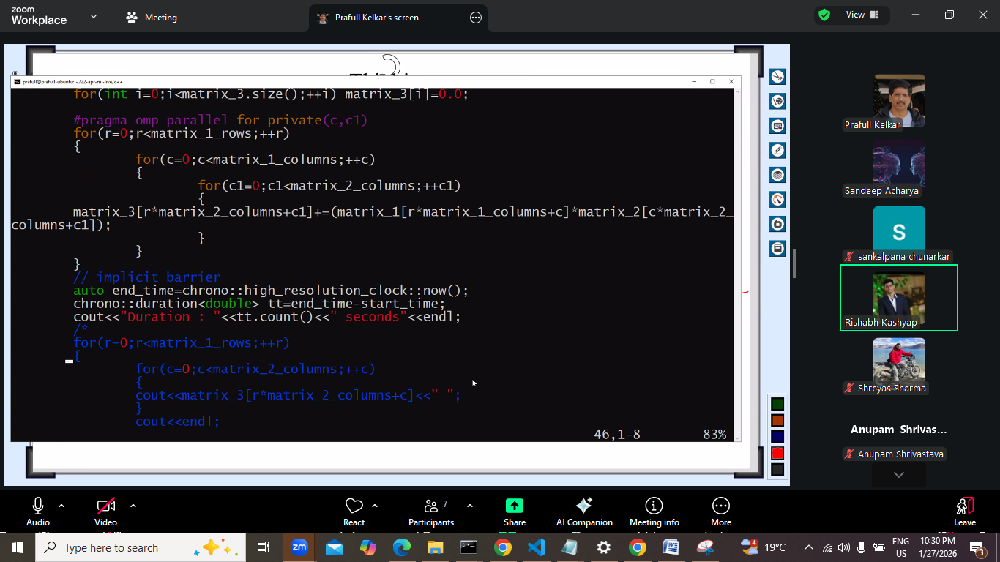 zoom
Workplace
Meeting
Prafull Kelkar's screen
View
prafull@prafull-ubuntu: ~/22-apr-ml-live/c++
for(int i=0;i<matrix_3.size();++i) matrix_3[i]=0.0;
#pragma omp parallel for private(c,c1)
for(r=0;r<matrix_1_rows;++r)
{
for(c=0;c<matrix_1_columns;++c)
{
for(c1=0;c1<matrix_2_columns;++c1)
{
matrix_3[r*matrix_2_columns+c1]+=(matrix_1[r*matrix_1_columns+c]*matrix_2[c*matrix_2_
columns+c1]);
}
}
}
// implicit barrier
auto end_time=chrono::high_resolution_clock::now();
chrono::duration<double> tt=end_time-start_time;
cout<<"Duration : "<<tt.count()<<" seconds"<<endl;
/*
for(r=0;r<matrix_1_rows;++r)
{
for(c=0;c<matrix_2_columns;++c)
{
cout<<matrix_3[r*matrix_2_columns+c]<<" ";
}
cout<<endl;
46,1-8 83%
Prafull Kelkar
Sandeep Acharya
S
sankalpana chunarkar
Rishabh Kashyap
Shreyas Sharma
Anupam Shrivas...
Anupam Shrivastava
Audio
Video
React
7
Participants
Share
AI Companion
Meeting info
More
Leave
Type here to search
zm
4
19°C
ENG
US
10:30 PM
1/27/2026
3